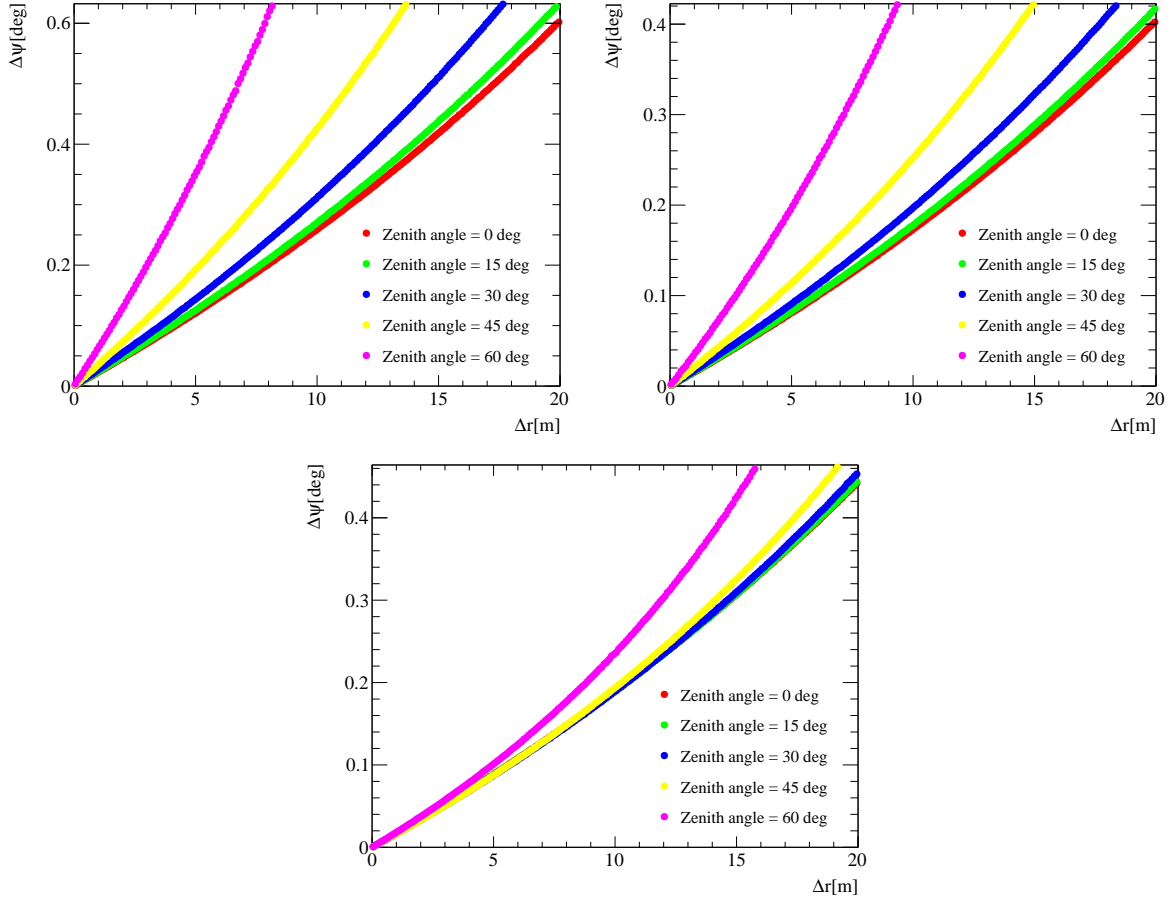 Δψ[deg]
0.6
0.4
0.2
0
Zenith angle = 0 deg
Zenith angle = 15 deg
Zenith angle = 30 deg
Zenith angle = 45 deg
Zenith angle = 60 deg
0 5 10 15 20
Δr[m]
Δψ[deg]
0.4
0.3
0.2
0.1
0
Zenith angle = 0 deg
Zenith angle = 15 deg
Zenith angle = 30 deg
Zenith angle = 45 deg
Zenith angle = 60 deg
0 5 10 15 20
Δr[m]
Δψ[deg]
0.4
0.3
0.2
0.1
0
Zenith angle = 0 deg
Zenith angle = 15 deg
Zenith angle = 30 deg
Zenith angle = 45 deg
Zenith angle = 60 deg
0 5 10 15 20
Δr[m]